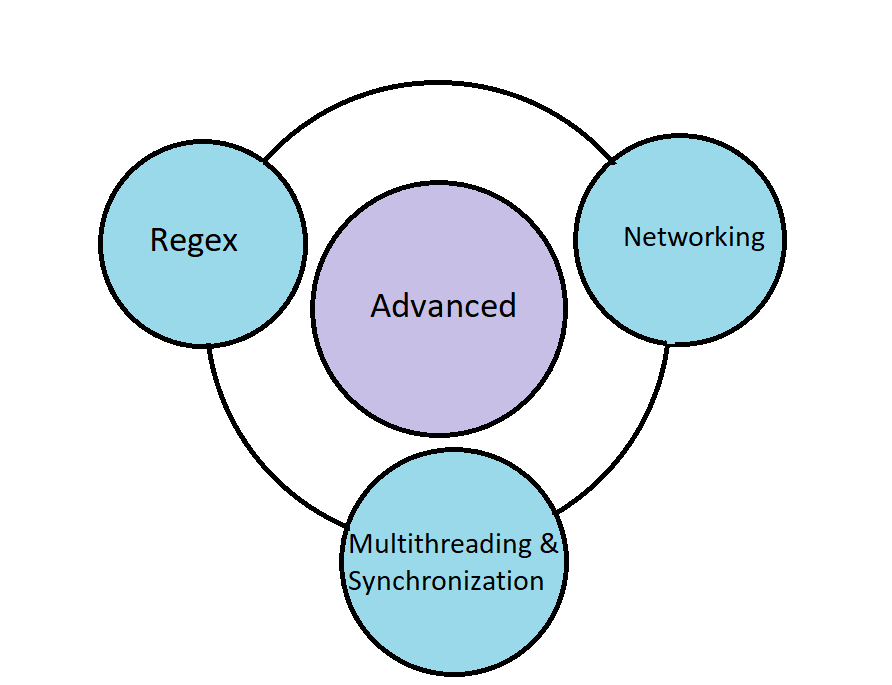 Regex
Networking
Advanced
Multithreading &
Synchronization